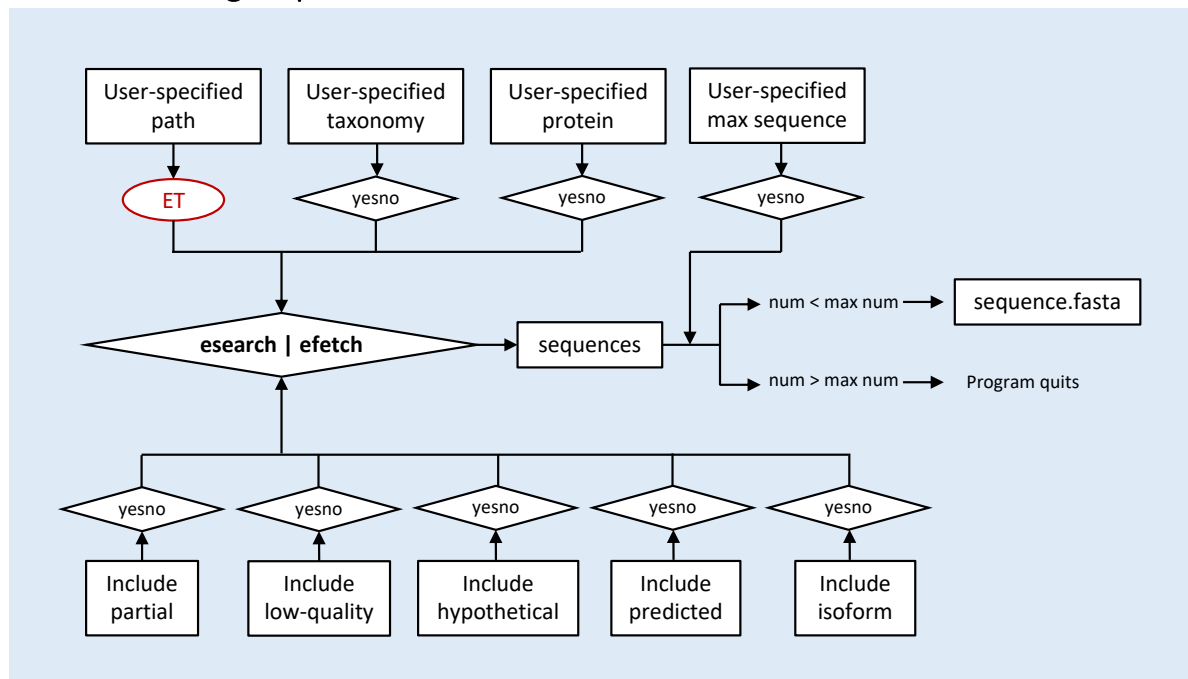 User-specified
path
User-specified
taxonomy
User-specified
protein
User-specified
max sequence
ET
yesno
yesno
yesno
num < max num
sequence.fasta
esearch | efetch
sequences
num > max num
Program quits
yesno
yesno
yesno
yesno
yesno
Include
partial
Include
low-quality
Include
hypothetical
Include
predicted
Include
isoform